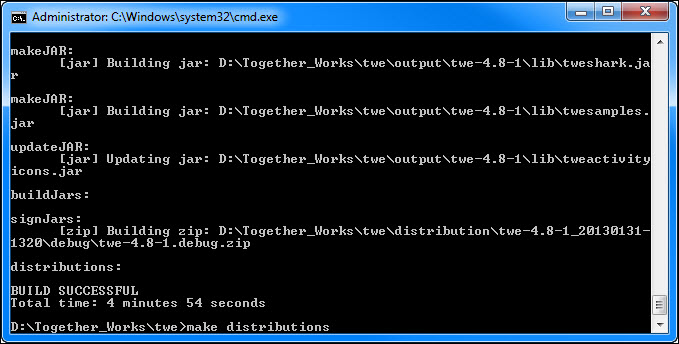 Administrator: C:\Windows\system32\cmd.exe
makeJAR:
[jar] Building jar: D:\Together_Works\twe\output\twe-4.8-1\lib\tweshark.ja
r
makeJAR:
[jar] Building jar: D:\Together_Works\twe\output\twe-4.8-1\lib\twesamples.
jar
updateJAR:
[jar] Updating jar: D:\Together_Works\twe\output\twe-4.8-1\lib\tweactivity
icons.jar
buildJars:
signJars:
[zip] Building zip: D:\Together_Works\twe\distribution\twe-4.8-1_20130131-
1320\debug\twe-4.8-1.debug.zip
distributions:
BUILD SUCCESSFUL
Total time: 4 minutes 54 seconds
D:\Together_Works\twe>make distributions